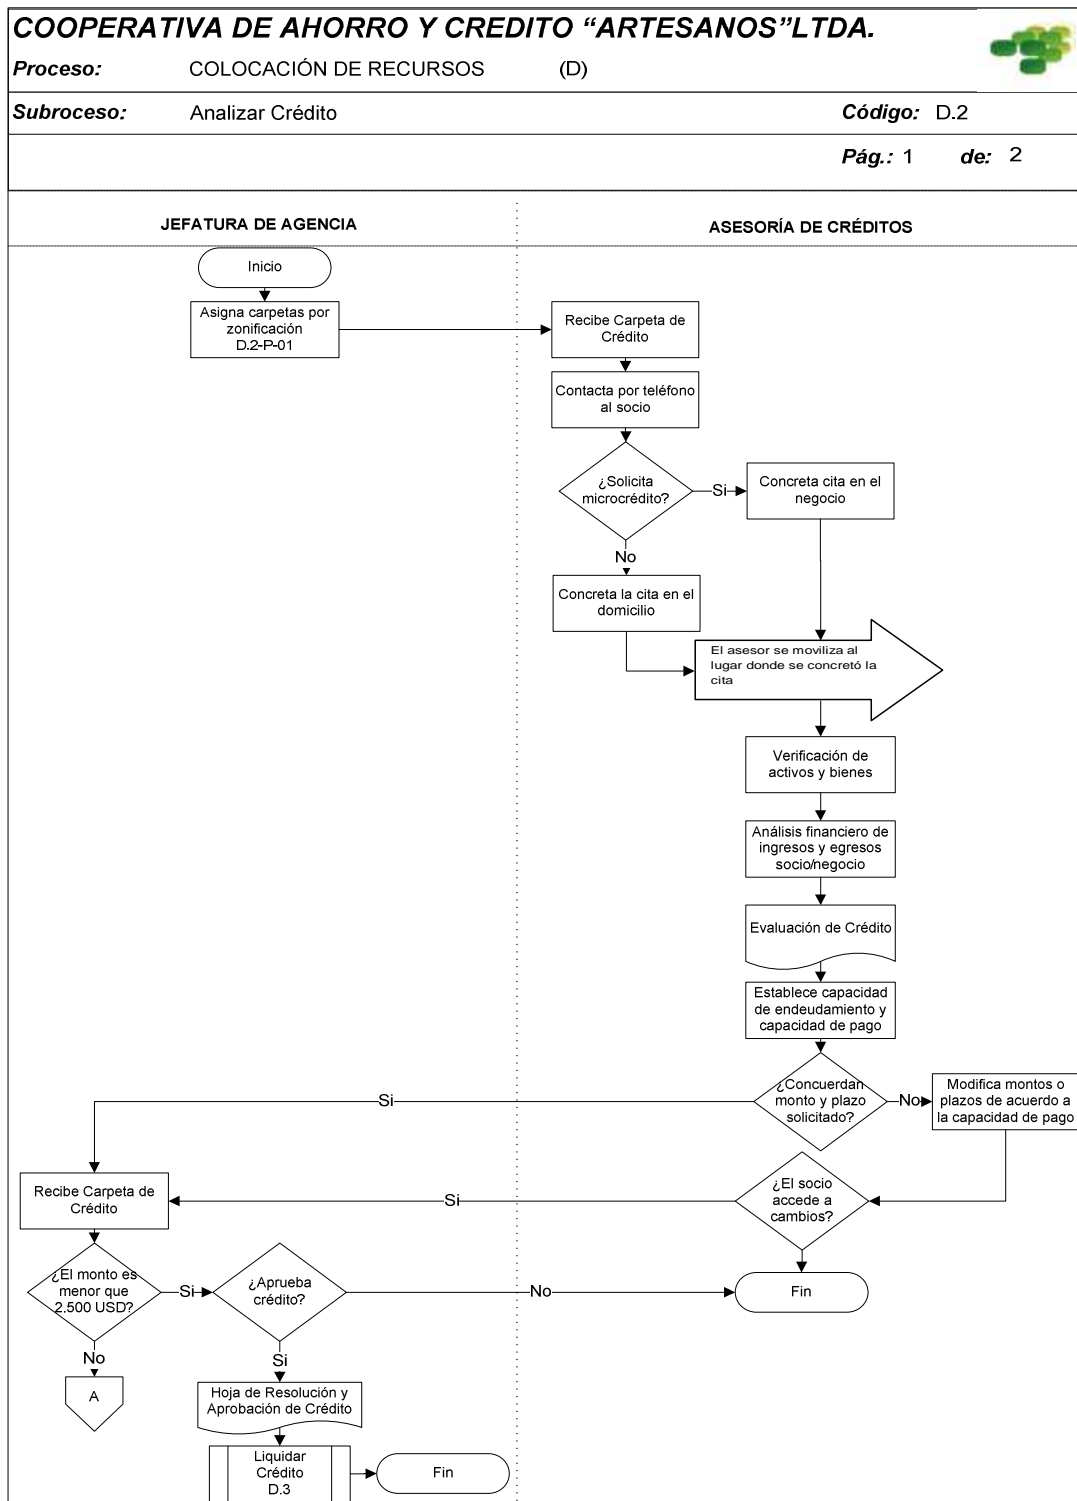 COOPERATIVA DE AHORRO Y CREDITO “ARTESANOS”LTDA.
Proceso: COLOCACIÓN DE RECURSOS (D)
Subroceso: Analizar Crédito Código: D.2
Pág.: 1 de: 2
JEFATURA DE AGENCIA
ASESORÍA DE CRÉDITOS
Inicio
Asigna carpetas por
zonificación
D.2-P-01
Recibe Carpeta de
Crédito
Contacta por teléfono
al socio
¿Solicita
microcrédito?
Si
Concreta cita en el
negocio
No
Concreta la cita en el
domicilio
El asesor se moviliza al
lugar donde se concretó la
cita
Verificación de
activos y bienes
Análisis financiero de
ingresos y egresos
socio/negocio
Evaluación de Crédito
Establece capacidad
de endeudamiento y
capacidad de pago
¿Concuerdan
monto y plazo
solicitado?
Si
No
Modifica montos o
plazos de acuerdo a
la capacidad de pago
¿El socio
accede a
cambios?
Si
Recibe Carpeta de
Crédito
¿El monto es
menor que
2.500 USD?
Si
¿Aprueba
crédito?
No
Fin
No
A
Si
Hoja de Resolución y
Aprobación de Crédito
Liquidar
Crédito
D.3
Fin